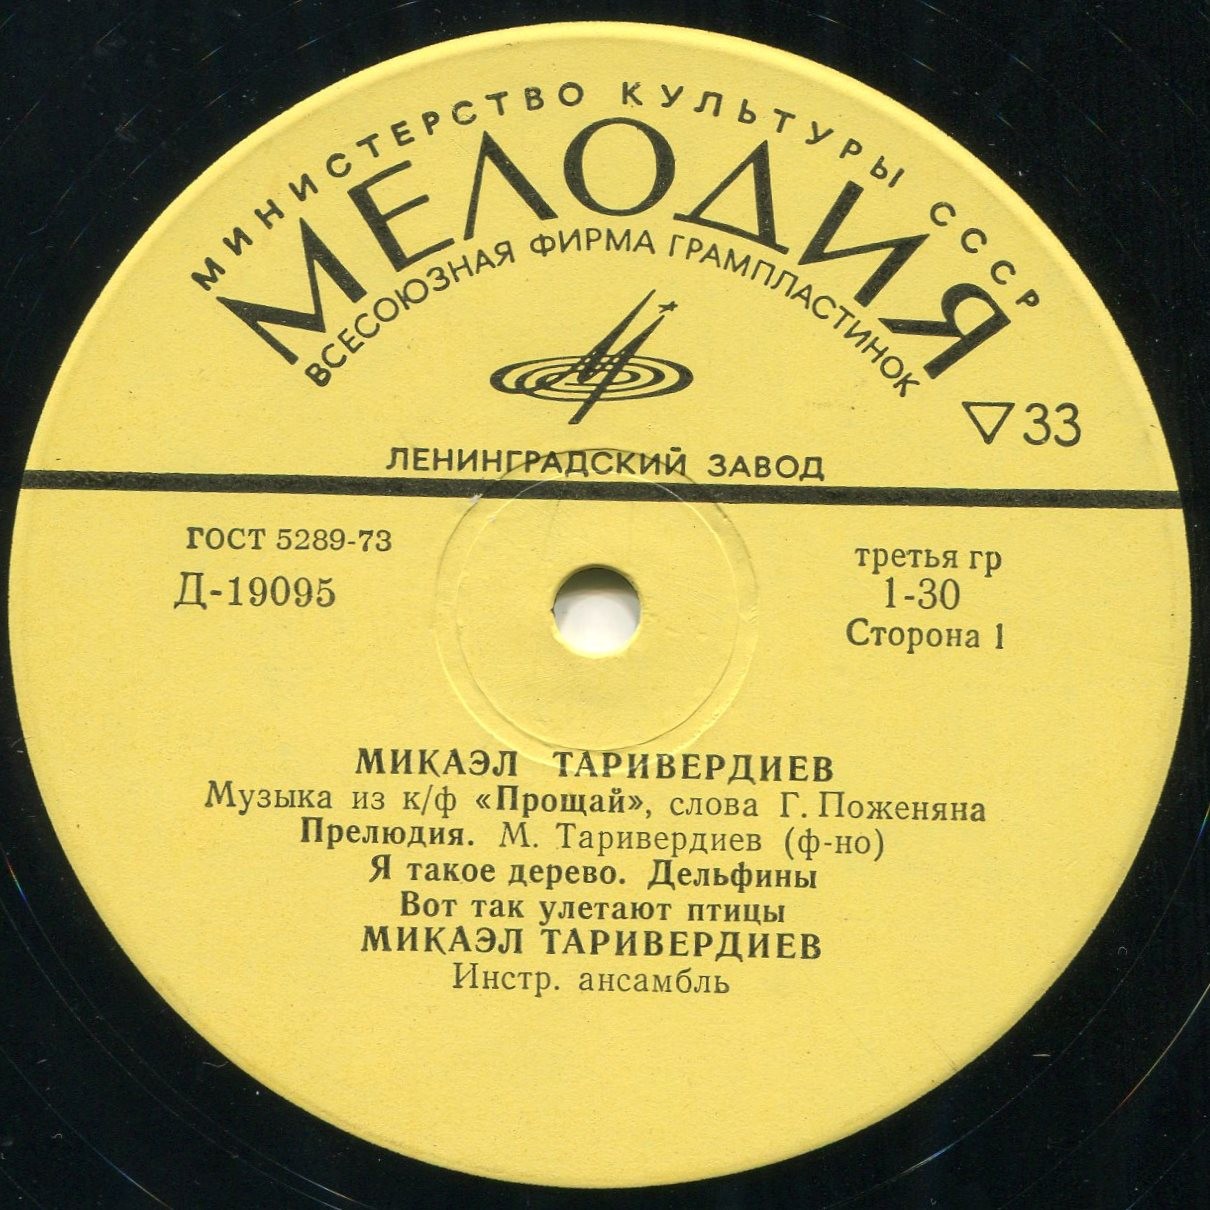 МИНИСТЕРСТВО КУЛЬТУРЫ СССР
МЕЛОДИЯ
ВСЕСОЮЗНАЯ ФИРМА ГРАМПЛАСТИНОК
▽33
ЛЕНИНГРАДСКИЙ ЗАВОД
ГОСТ 5289-73
Д-19095
третья гр
1-30
Сторона 1
МИКАЭЛ ТАРИВЕРДИЕВ
Музыка из к/ф «Прощай», слова Г. Поженяна
Прелюдия. М. Таривердиев (ф-но)
Я такое дерево. Дельфины
Вот так улетают птицы
МИКАЭЛ ТАРИВЕРДИЕВ
Инстр. ансамбль